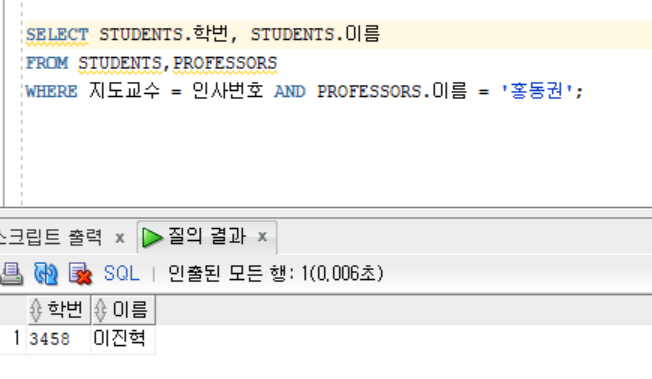 SELECT STUDENTS.학번, STUDENTS.이름
FROM STUDENTS,PROFESSORS
WHERE 지도교수 = 인사번호 AND PROFESSORS.이름 = '홍동권';
스크립트 출력 x 질의 결과 x
SQL | 인출된 모든 행: 1(0,006초)
학번 이름
1 3458 이진혁